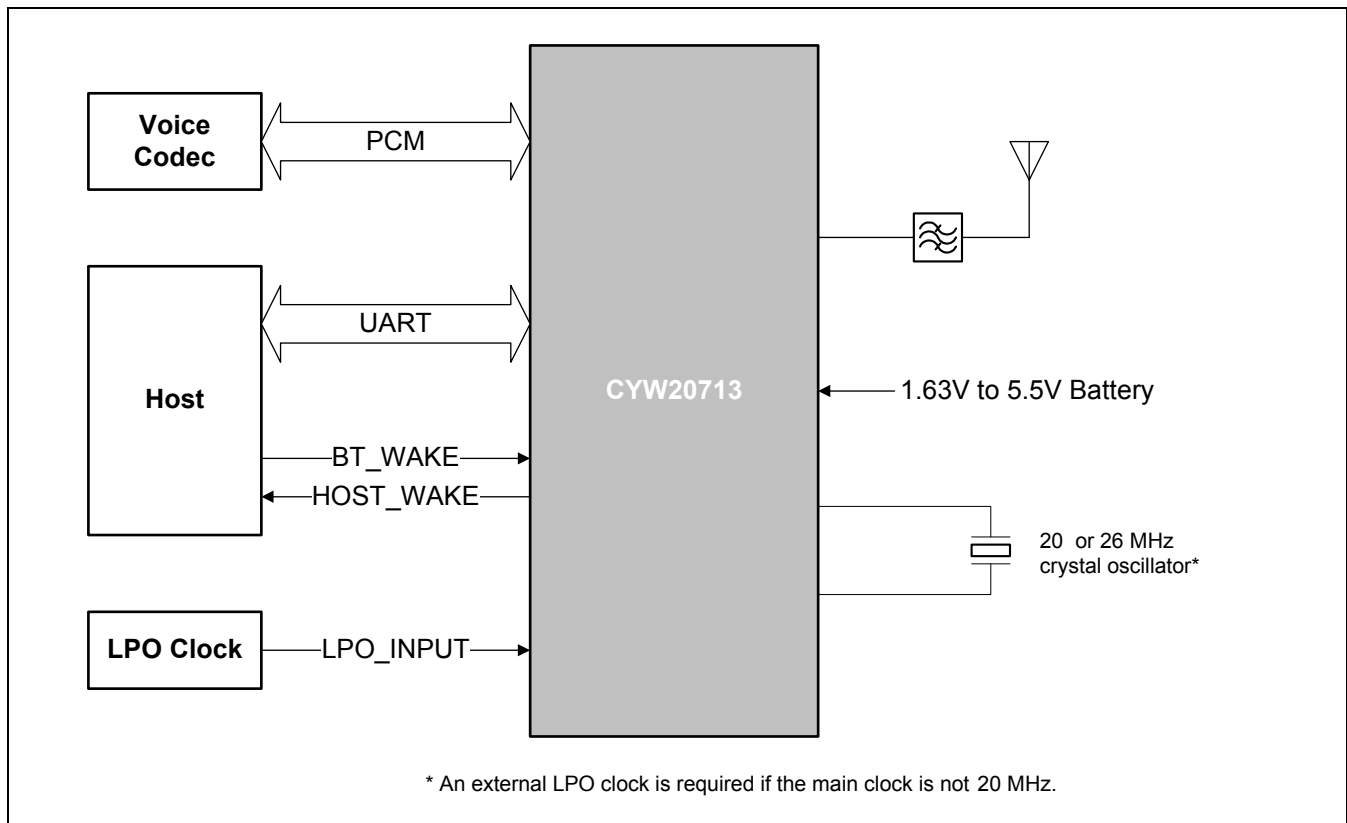 Voice
Codec
PCM
Host
UART
BT_WAKE
HOST_WAKE
LPO Clock
LPO_INPUT
CYW20713
1.63V to 5.5V Battery
20 or 26 MHz
crystal oscillator*
* An external LPO clock is required if the main clock is not 20 MHz.